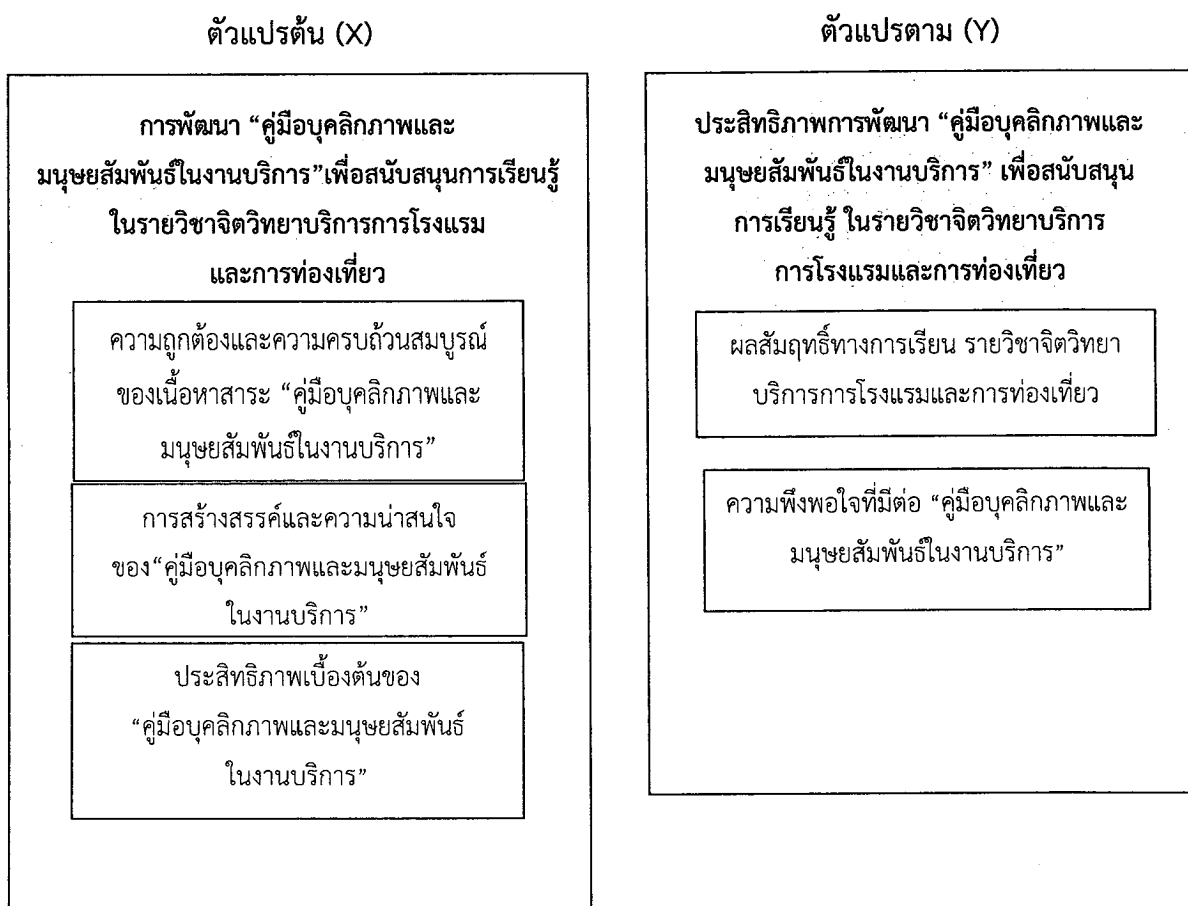 ตัวแปรต้น (X)
การพัฒนา “คู่มือบุคลิกภาพและ
มนุษยสัมพันธ์ในงานบริการ”เพื่อสนับสนุนการเรียนรู้
ในรายวิชาจิตวิทยาบริการการโรงแรม
และการท่องเที่ยว
ความถูกต้องและความครบถ้วนสมบูรณ์
ของเนื้อหาสาระ “คู่มือบุคลิกภาพและ
มนุษยสัมพันธ์ในงานบริการ”
การสร้างสรรค์และความน่าสนใจ
ของ“คู่มือบุคลิกภาพและมนุษยสัมพันธ์
ในงานบริการ”
ประสิทธิภาพเบื้องต้นของ
“คู่มือบุคลิกภาพและมนุษยสัมพันธ์
ในงานบริการ”
ตัวแปรตาม (Y)
ประสิทธิภาพการพัฒนา “คู่มือบุคลิกภาพและ
มนุษยสัมพันธ์ในงานบริการ” เพื่อสนับสนุน
การเรียนรู้ ในรายวิชาจิตวิทยาบริการ
การโรงแรมและการท่องเที่ยว
ผลสัมฤทธิ์ทางการเรียน รายวิชาจิตวิทยา
บริการการโรงแรมและการท่องเที่ยว
ความพึงพอใจที่มีต่อ “คู่มือบุคลิกภาพและ
มนุษยสัมพันธ์ในงานบริการ”